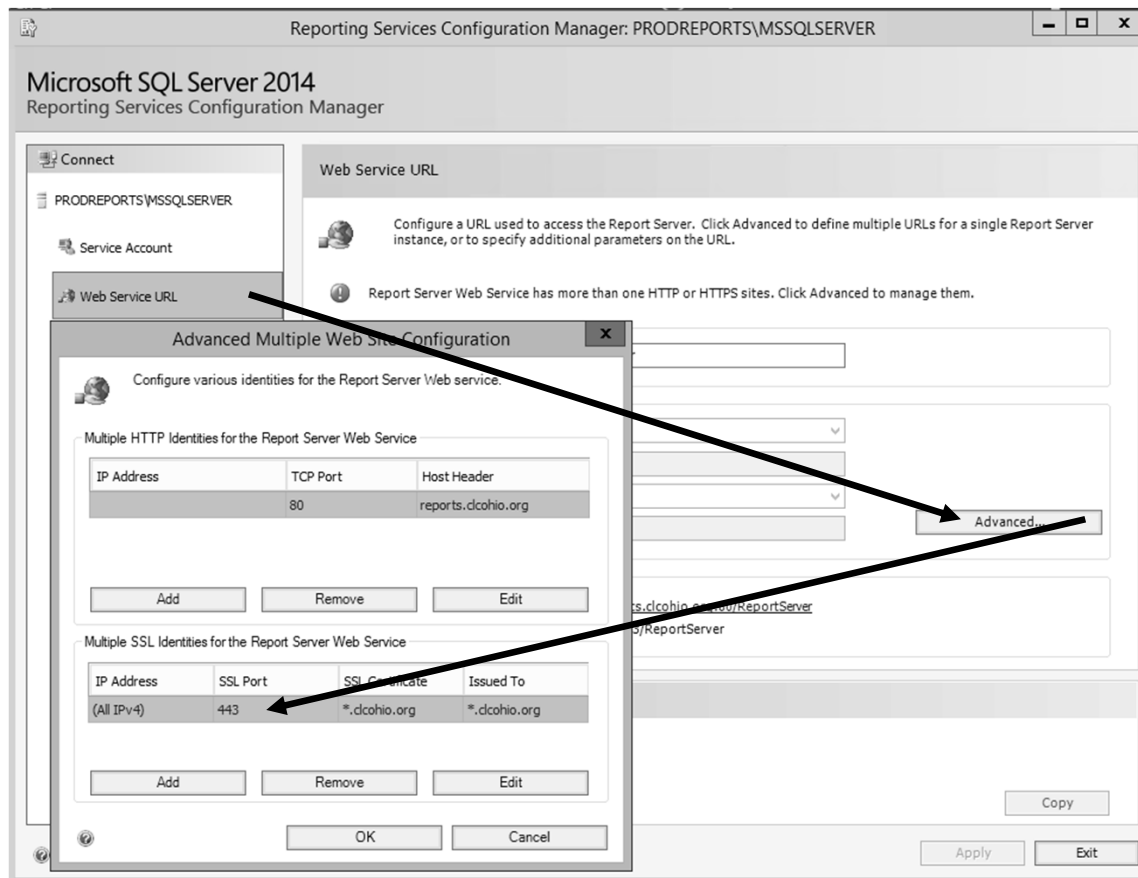 Reporting Services Configuration Manager: PRODREPORTS\MSSQLSERVER
Microsoft SQL Server 2014
Reporting Services Configuration Manager
Connect
PRODREPORTS\MSSQLSERVER
Service Account
Web Service URL
Web Service URL
Configure a URL used to access the Report Server. Click Advanced to define multiple URLs for a single Report Server
instance, or to specify additional parameters on the URL.
Report Server Web Service has more than one HTTP or HTTPS sites. Click Advanced to manage them.
Advanced...
/ReportServer
/ReportServer
Copy
Apply
Exit
Advanced Multiple Web Site Configuration
Configure various identities for the Report Server Web service.
Multiple HTTP Identities for the Report Server Web Service
IP Address TCP Port Host Header
80 reports.clcohio.org
Add Remove Edit
Multiple SSL Identities for the Report Server Web Service
IP Address SSL Port SSL Certificate Issued To
(All IPv4) 443 *.clcohio.org *.clcohio.org
Add Remove Edit
OK Cancel